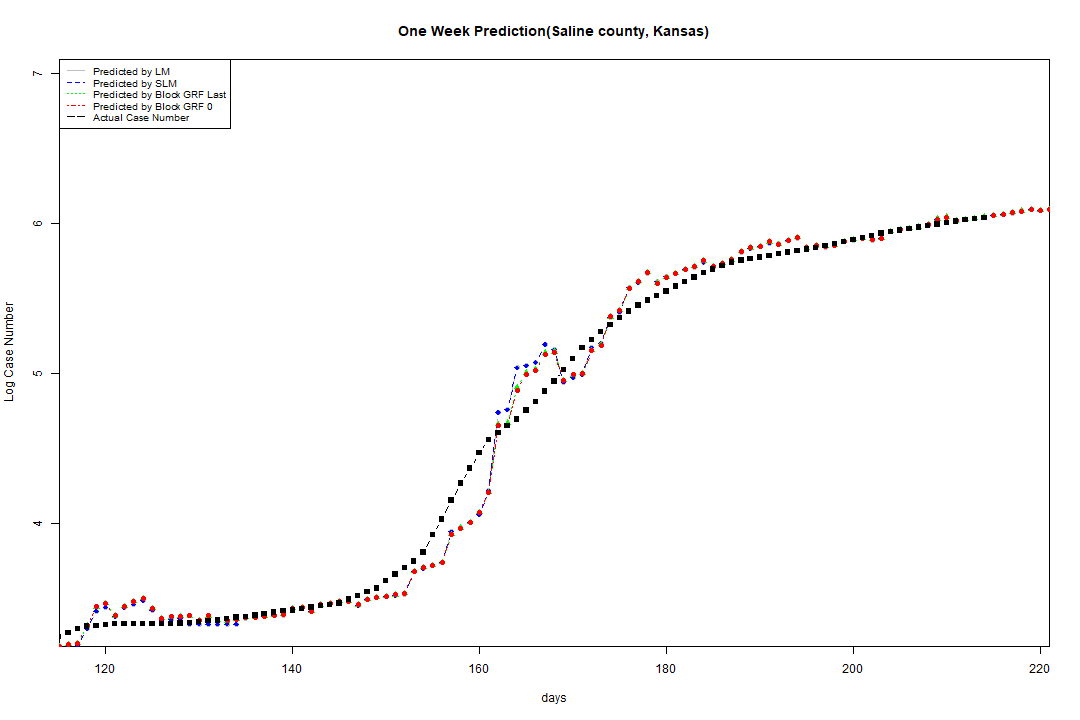 One Week Prediction(Saline county, Kansas)
7
6
5
4
Log Case Number
Predicted by LM
Predicted by SLM
Predicted by Block GRF Last
Predicted by Block GRF 0
Actual Case Number
120 140 160 180 200 220
days